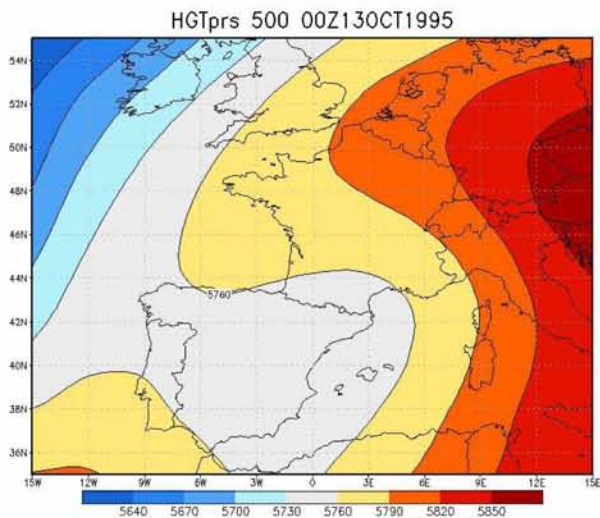 HGTprs 500 00Z13OCT1995
54N
52N
50N
48N
46N
44N
42N
40N
38N
36N
5760
15W 12W 9W 6W 3W 0 3E 6E 9E 12E 15E
5640 5670 5700 5730 5760 5790 5820 5850